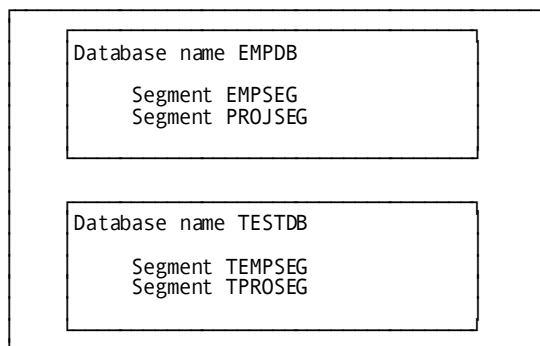 Database name EMPDB
Segment EMPSEG
Segment PROJSEG
Database name TESTDB
Segment TEMPSEG
Segment TPROSEG